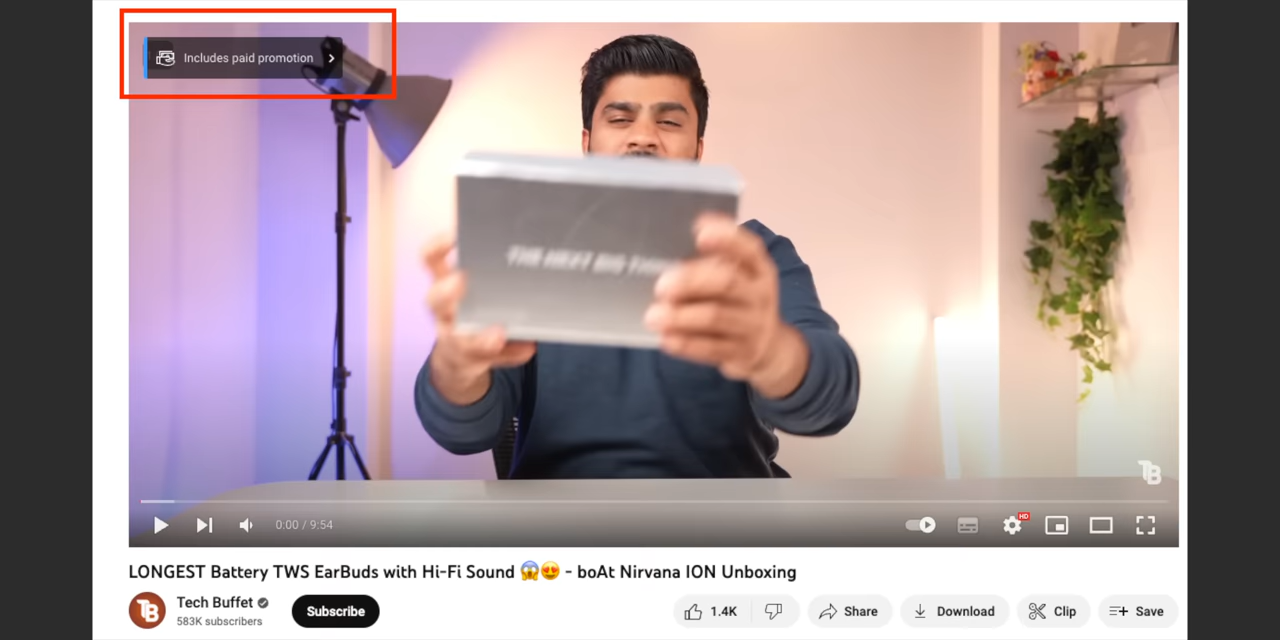 Includes paid promotion
THE NEXT BIG
TB
0:00 / 9:54
HD
LONGEST Battery TWS EarBuds with Hi-Fi Sound 😱😍 - boAt Nirvana ION Unboxing
TB
Tech Buffet
583K subscribers
Subscribe
1.4K
Share
Download
Clip
Save